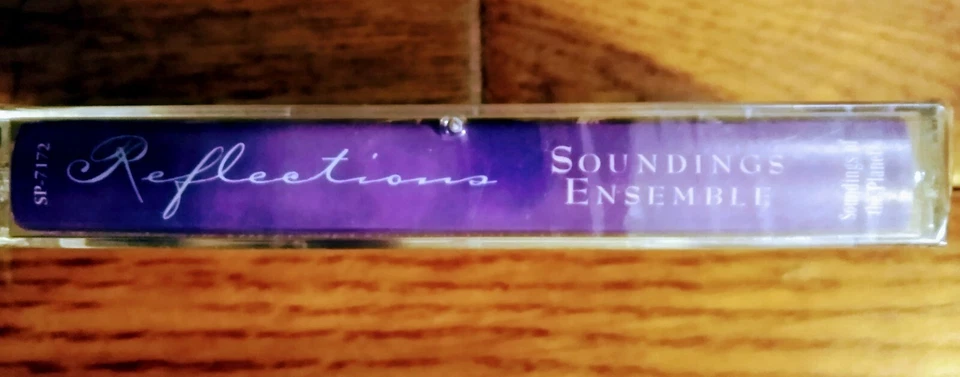 SP-7172
Reflections
SOUNDINGS
ENSEMBLE
Soundings of
the Planet